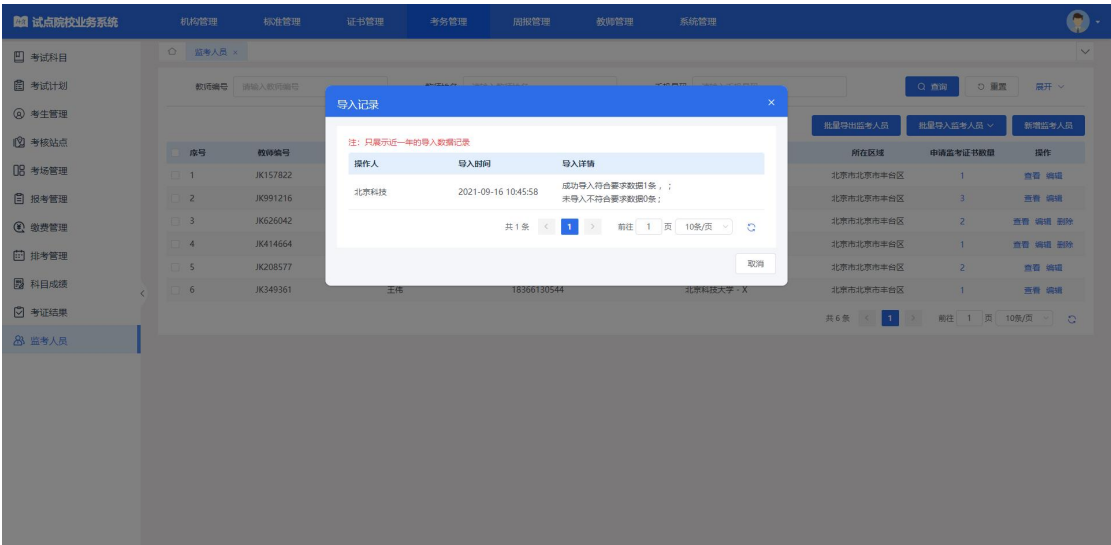 试点院校业务系统 机构管理 标准管理 证书管理 考务管理 周报管理 教师管理 系统管理
考试科目
考试计划
考生管理
考核站点
考场管理
报考管理
缴费管理
排考管理
科目成绩
考证结果
监考人员
监考人员 ×
教师编号 请输入教师编号 查询 重置 展开
批量导出监考人员 批量导入监考人员 新增监考人员
导入记录 ×
注：只展示近一年的导入数据记录
操作人 导入时间 导入详情
北京科技 2021-09-16 10:45:58 成功导入符合要求数据1条，；
未导入不符合要求数据0条；
共 1 条 < 1 > 前往 1 页 10条/页
取消
序号 教师编号 所在区域 申请监考证书数量 操作
1 JK157822 北京市北京市丰台区 1 查看 编辑
2 JK991216 北京市北京市丰台区 3 查看 编辑
3 JK626042 北京市北京市丰台区 2 查看 编辑 删除
4 JK414664 北京市北京市丰台区 1 查看 编辑 删除
5 JK208577 北京市北京市丰台区 2 查看 编辑
6 JK349361 王伟 18366130544 北京科技大学 - X 北京市北京市丰台区 1 查看 编辑
共 6 条 < 1 > 前往 1 页 10条/页